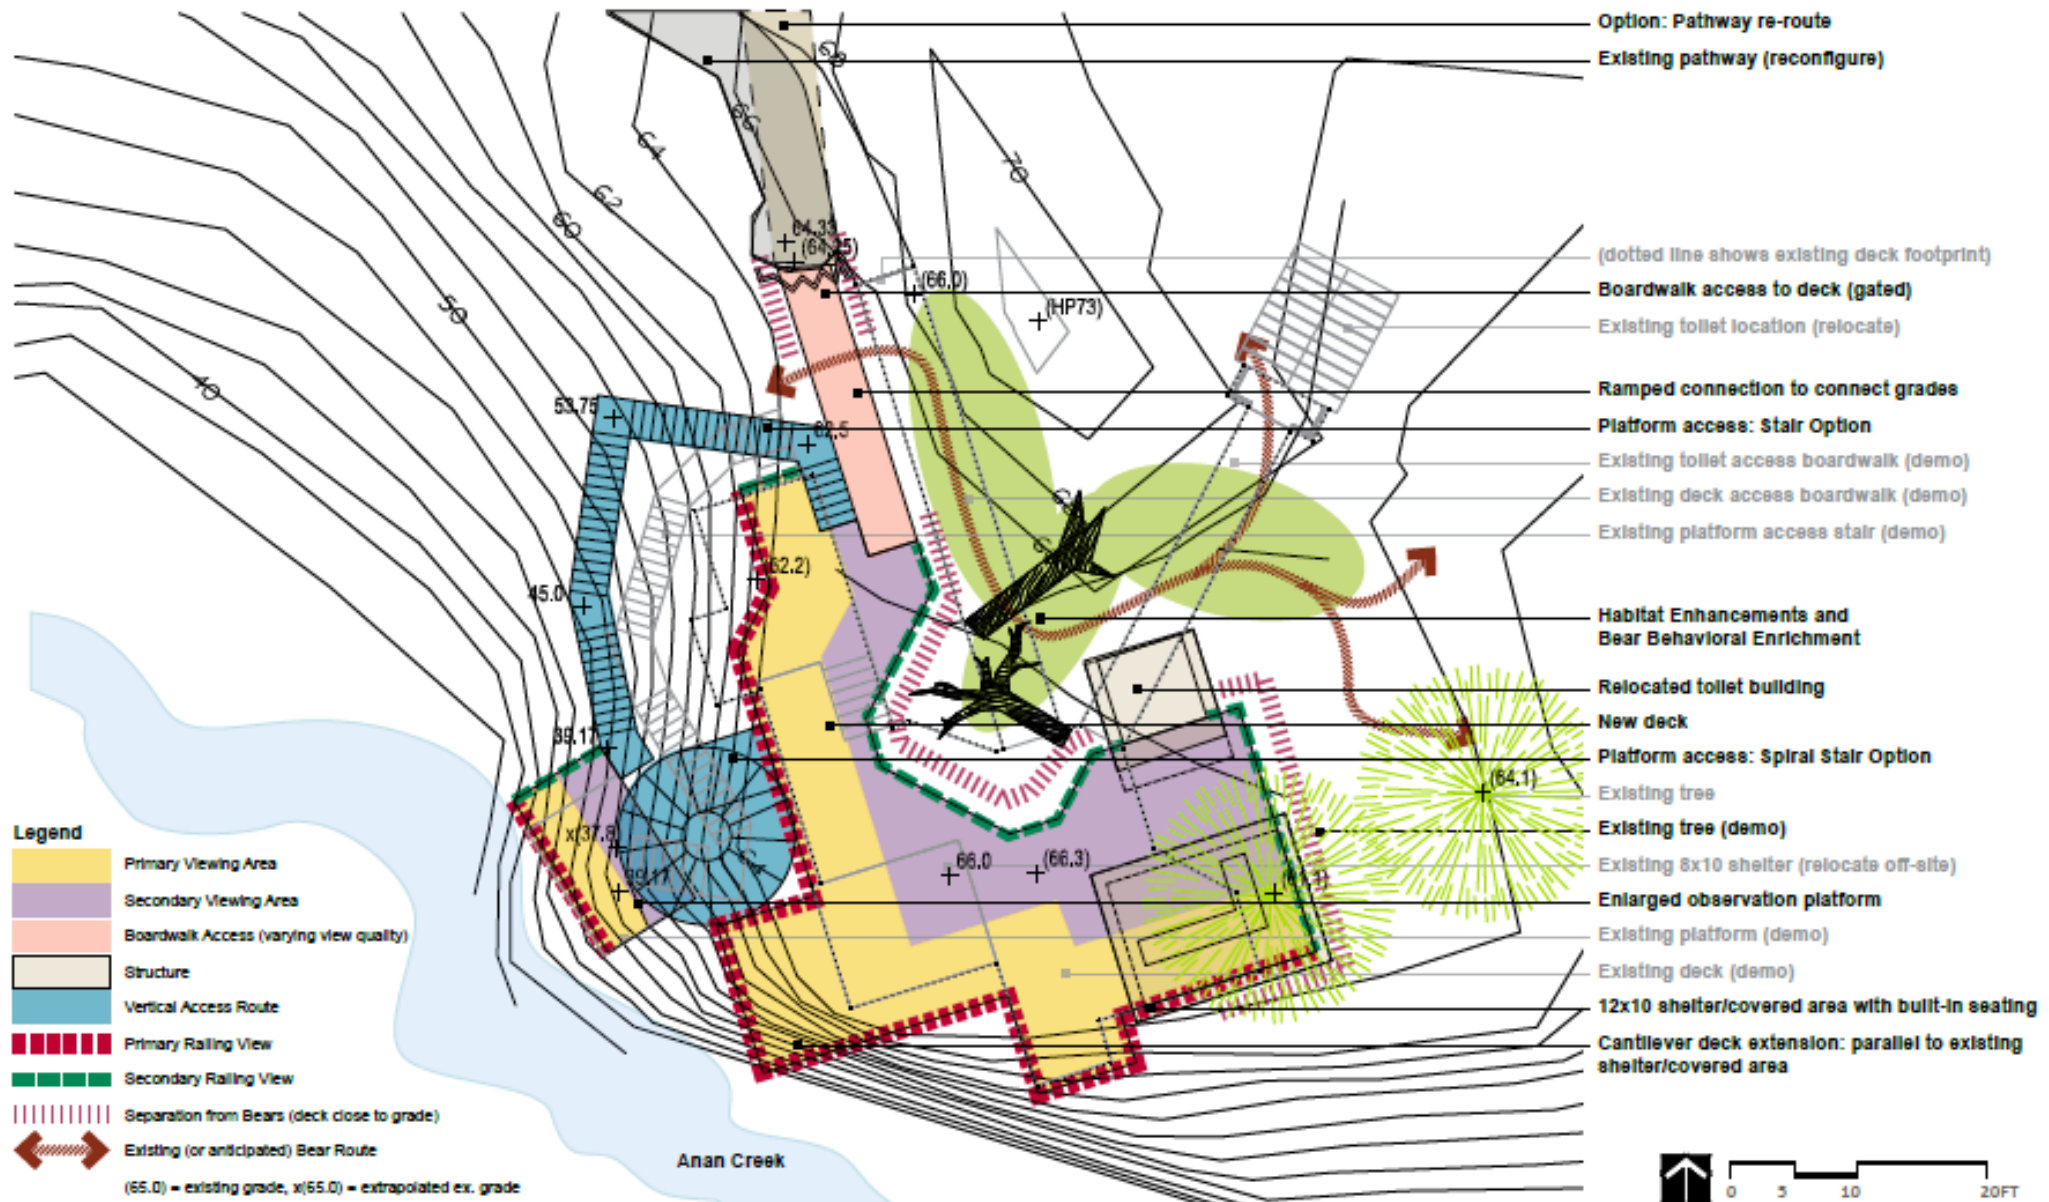 Option: Pathway re-route
Existing pathway (reconfigure)
68
66
64
62
60
70
64.33
(64.25)
(66.0)
(HP73)
50
40
(dotted line shows existing deck footprint)
Boardwalk access to deck (gated)
Existing toilet location (relocate)
Ramped connection to connect grades
Platform access: Stair Option
Existing toilet access boardwalk (demo)
Existing deck access boardwalk (demo)
Existing platform access stair (demo)
53.75
62.5
(62.2)
45.0
Habitat Enhancements and
Bear Behavioral Enrichment
Relocated toilet building
New deck
Platform access: Spiral Stair Option
Existing tree
Existing tree (demo)
Existing 8x10 shelter (relocate off-site)
Enlarged observation platform
Existing platform (demo)
Existing deck (demo)
12x10 shelter/covered area with built-in seating
Cantilever deck extension: parallel to existing
shelter/covered area
39.17
x(37.8)
39.17
66.0
(66.3)
(64.1)
Legend
Primary Viewing Area
Secondary Viewing Area
Boardwalk Access (varying view quality)
Structure
Vertical Access Route
Primary Railing View
Secondary Railing View
Separation from Bears (deck close to grade)
Existing (or anticipated) Bear Route
(65.0) = existing grade, x(65.0) = extrapolated ex. grade
Anan Creek
0 5 10 20FT